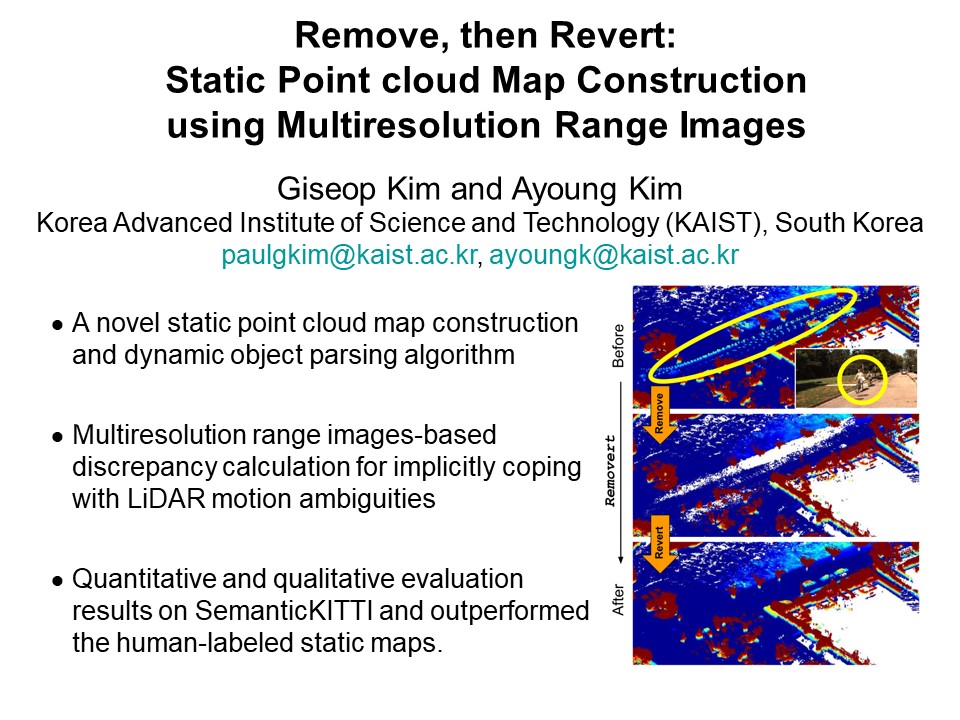 Remove, then Revert:
Static Point cloud Map Construction
using Multiresolution Range Images
Giseop Kim and Ayoung Kim
Korea Advanced Institute of Science and Technology (KAIST), South Korea
paulgkim@kaist.ac.kr, ayoungk@kaist.ac.kr
● A novel static point cloud map construction
and dynamic object parsing algorithm
● Multiresolution range images-based
discrepancy calculation for implicitly coping
with LiDAR motion ambiguities
● Quantitative and qualitative evaluation
results on SemanticKITTI and outperformed
the human-labeled static maps.
Before
Remove
Removert
Revert
After